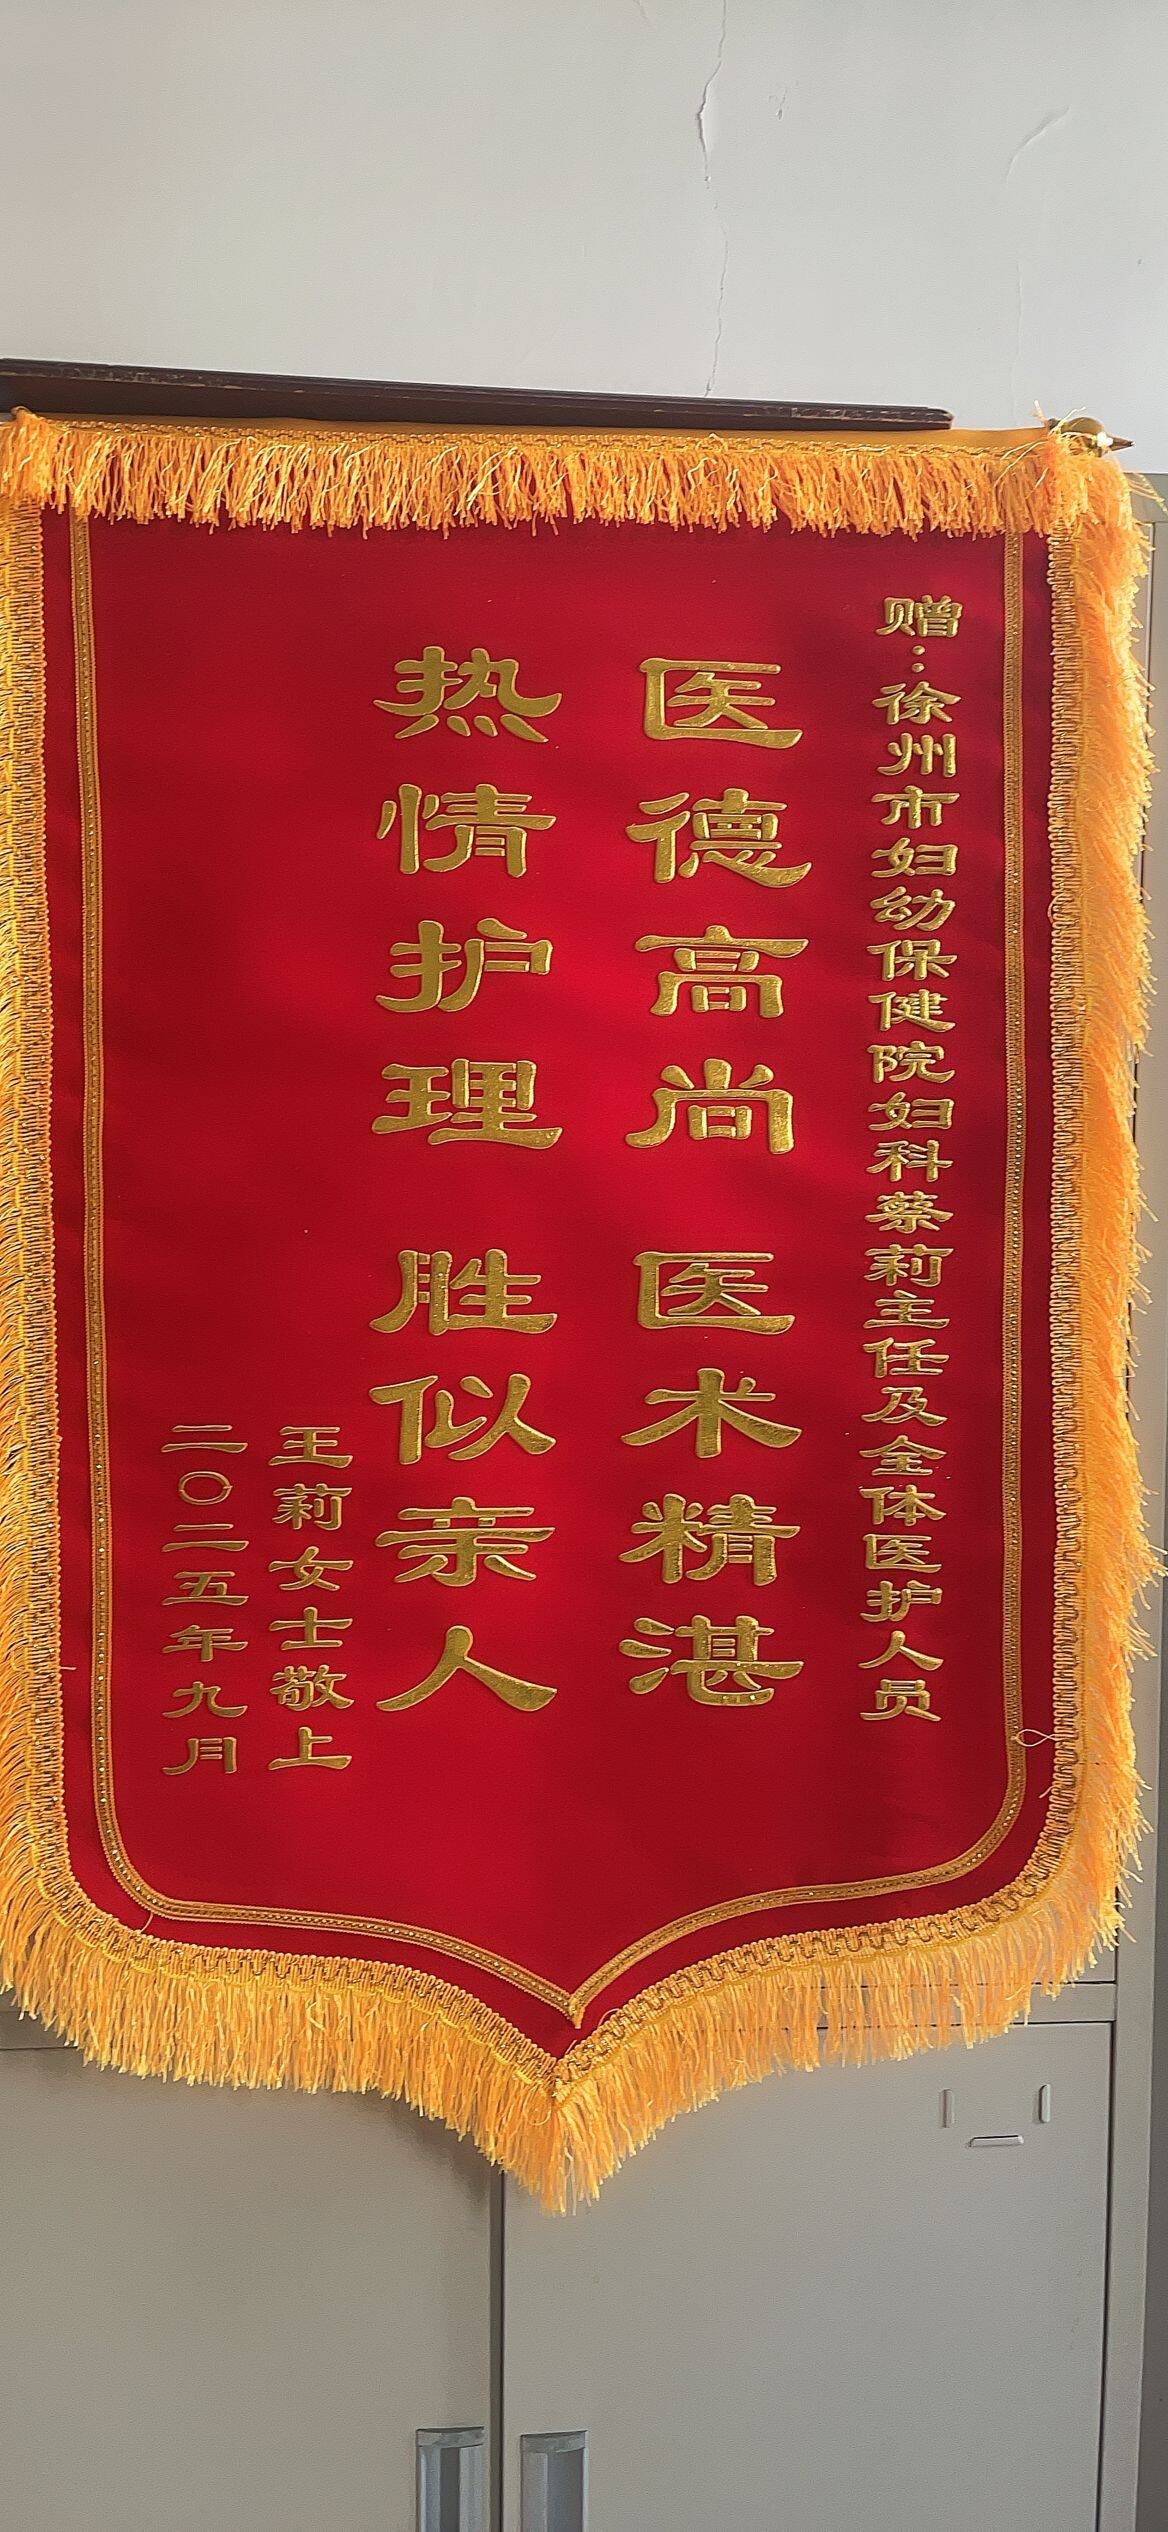 赠：徐州市妇幼保健院妇科蔡莉主任及全体医护人员
医德高尚 医术精湛
热情护理 胜似亲人
王莉女士敬上
二〇二五年九月